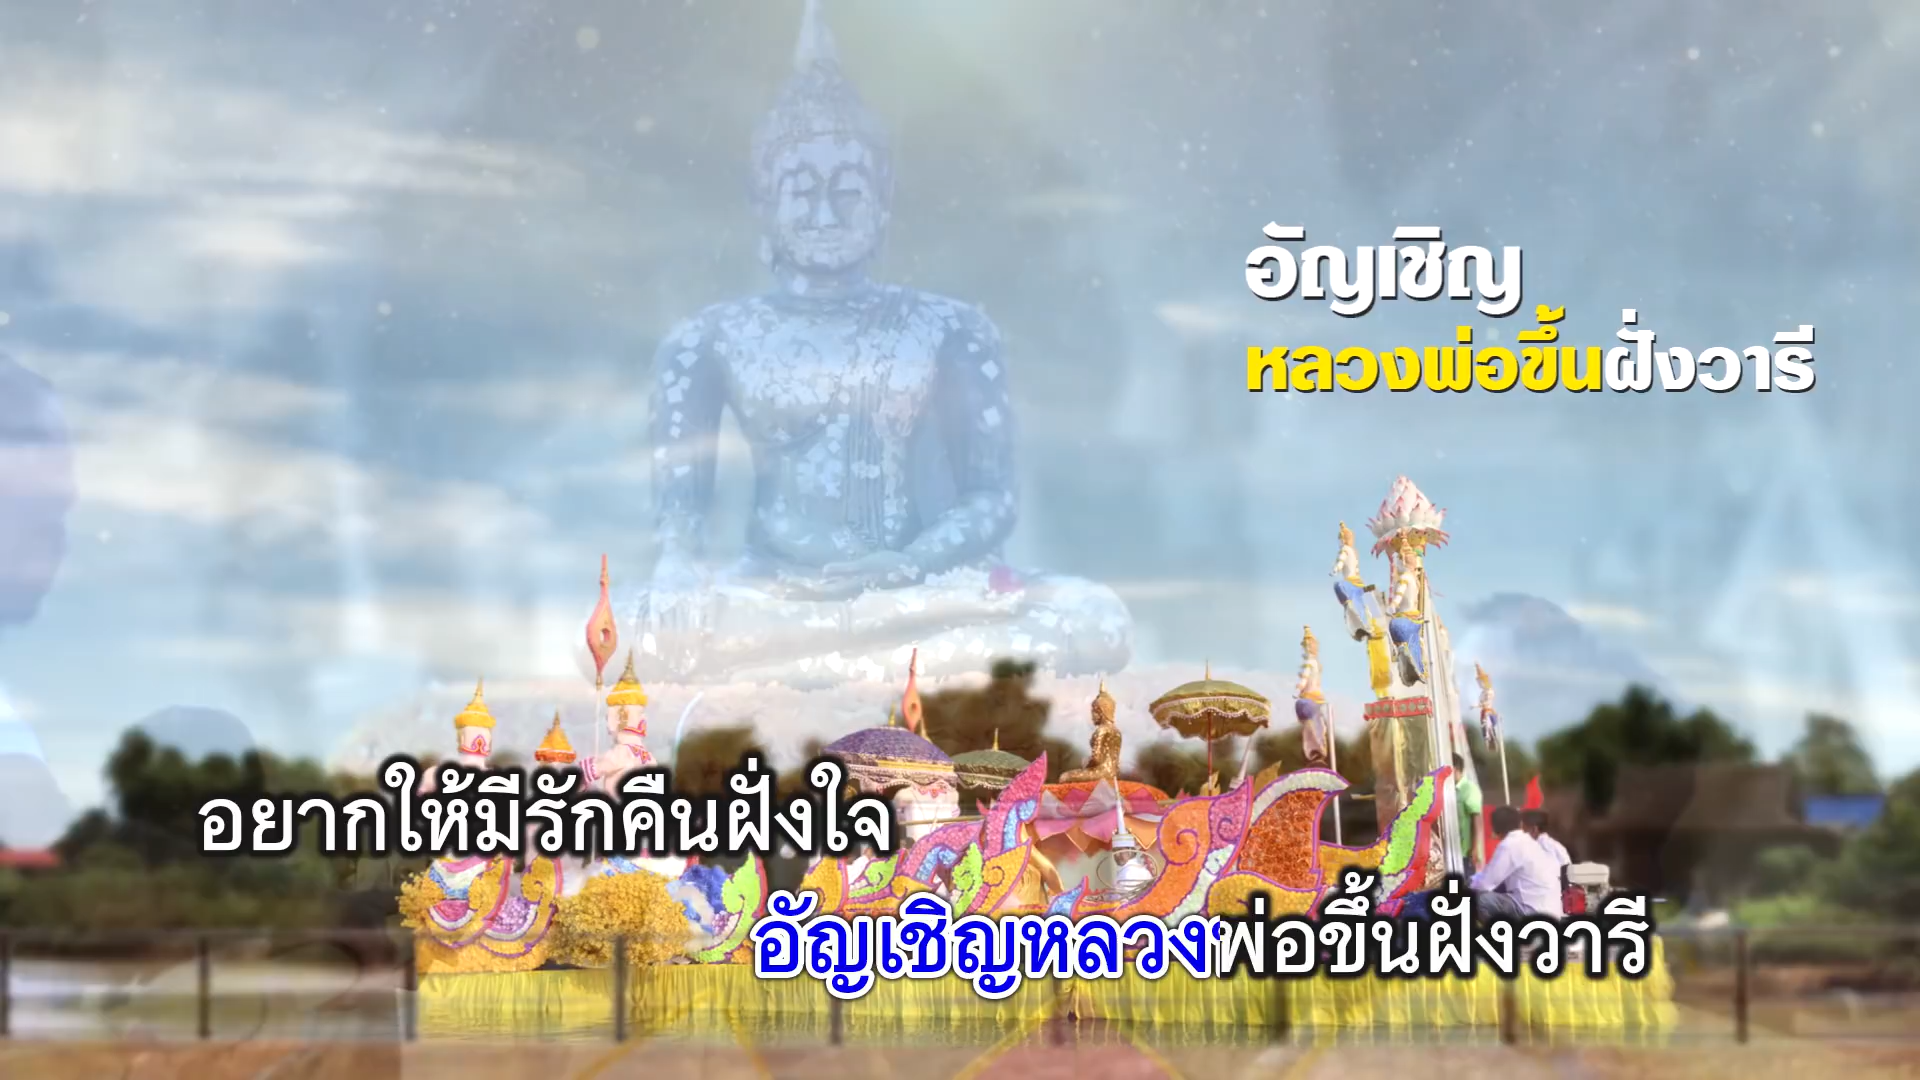 อัญเชิญ
หลวงพ่อขึ้นฝั่งวารี
อยากให้มีรักคืนฝั่งใจ
อัญเชิญหลวงพ่อขึ้นฝั่งวารี